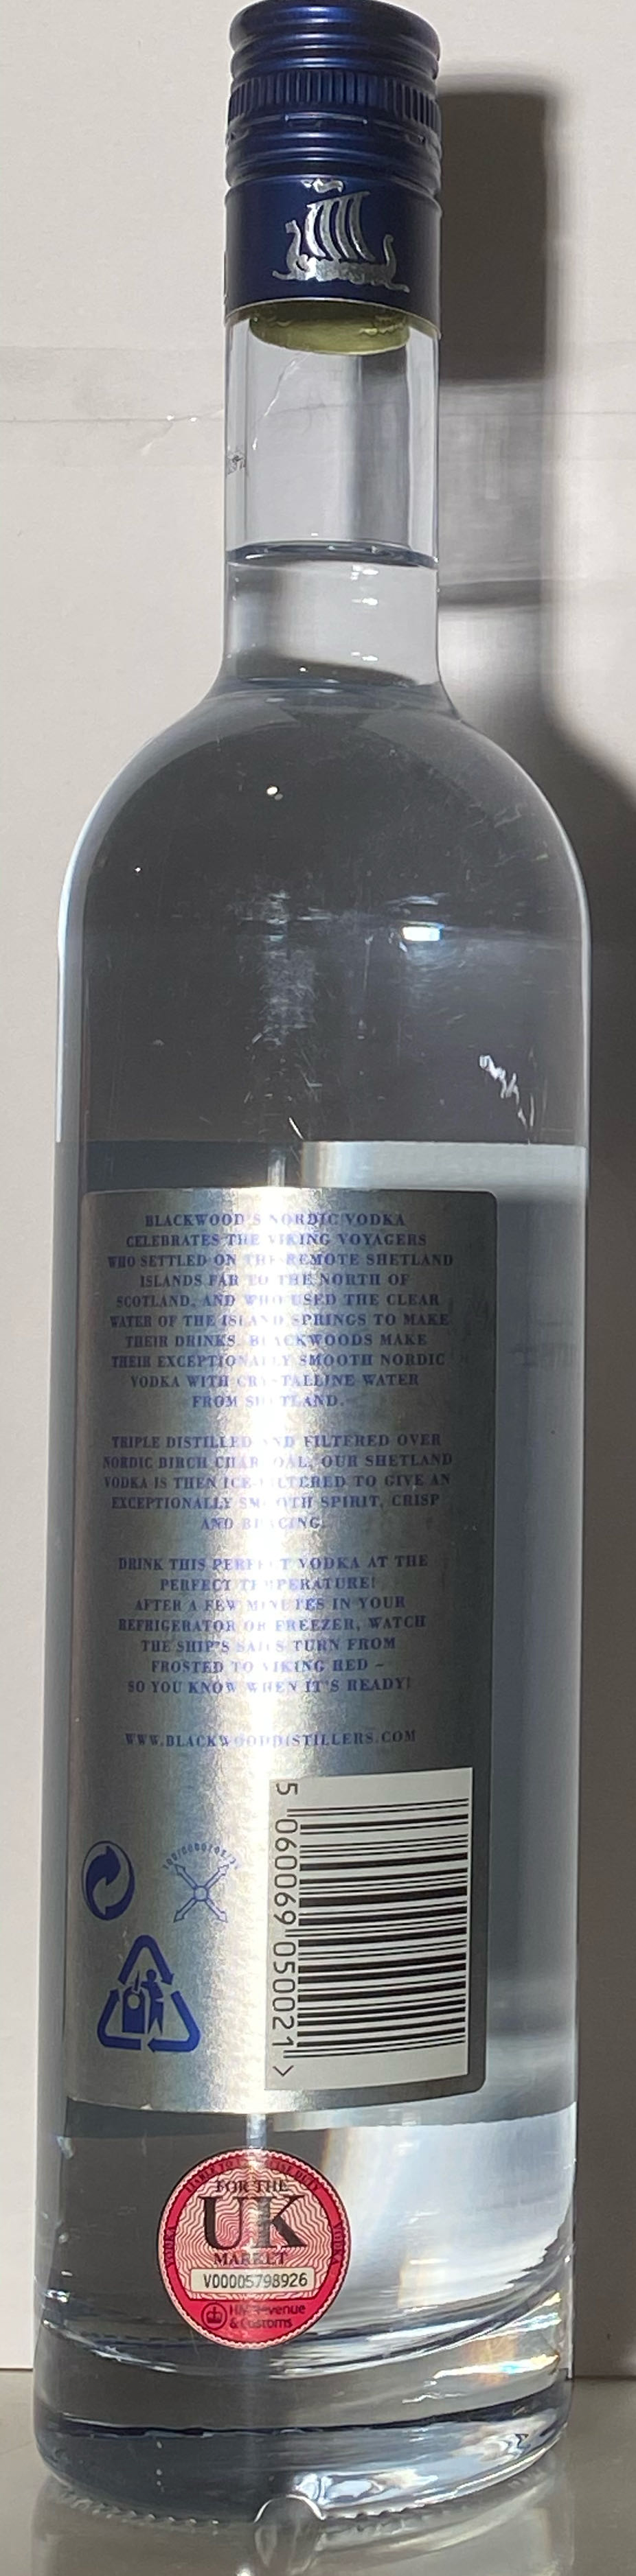 BLACKWOOD'S NORDIC VODKA
CELEBRATES THE VIKING VOYAGERS
WHO SETTLED ON THE REMOTE SHETLAND
ISLANDS FAR TO THE NORTH OF
SCOTLAND, AND WHO USED THE CLEAR
WATER OF THE ISLAND SPRINGS TO MAKE
THEIR DRINKS. BLACKWOODS MAKE
THEIR EXCEPTIONALLY SMOOTH NORDIC
VODKA WITH CRYSTALLINE WATER
FROM SHETLAND.
TRIPLE DISTILLED AND FILTERED OVER
NORDIC BIRCH CHARCOAL, OUR SHETLAND
VODKA IS THEN ICE FILTERED TO GIVE AN
EXCEPTIONALLY SMOOTH SPIRIT, CRISP
AND BRACING.
DRINK THIS PERFECT VODKA AT THE
PERFECT TEMPERATURE!
AFTER A FEW MINUTES IN YOUR
REFRIGERATOR OR FREEZER, WATCH
THE SHIP'S SAILS TURN FROM
FROSTED TO VIKING RED –
SO YOU KNOW WHEN IT'S READY!
WWW.BLACKWOODDISTILLERS.COM
5 060069 050021 >
FOR THE
UK
MARKET
V00005798926
HM Revenue
& Customs
VODKA